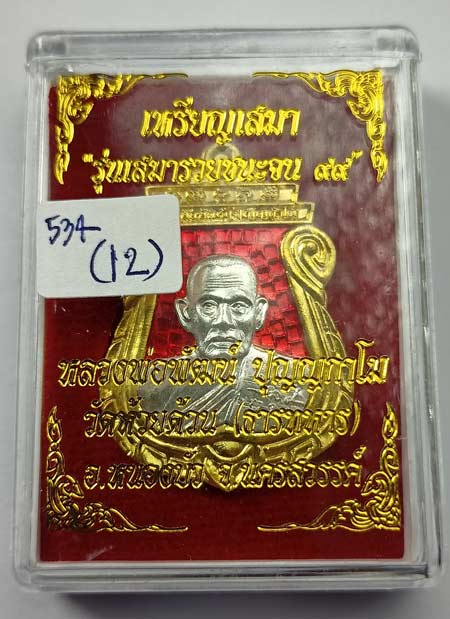 เหรียญเสมา
"รุ่นเสมารวยชนะจน ๙๙"
534
(12)
หลวงพ่อพัฒน์ ปุญฺญกาโม
วัดห้วยด้วน (ธารทหาร)
อ.หนองบัว จ.นครสวรรค์